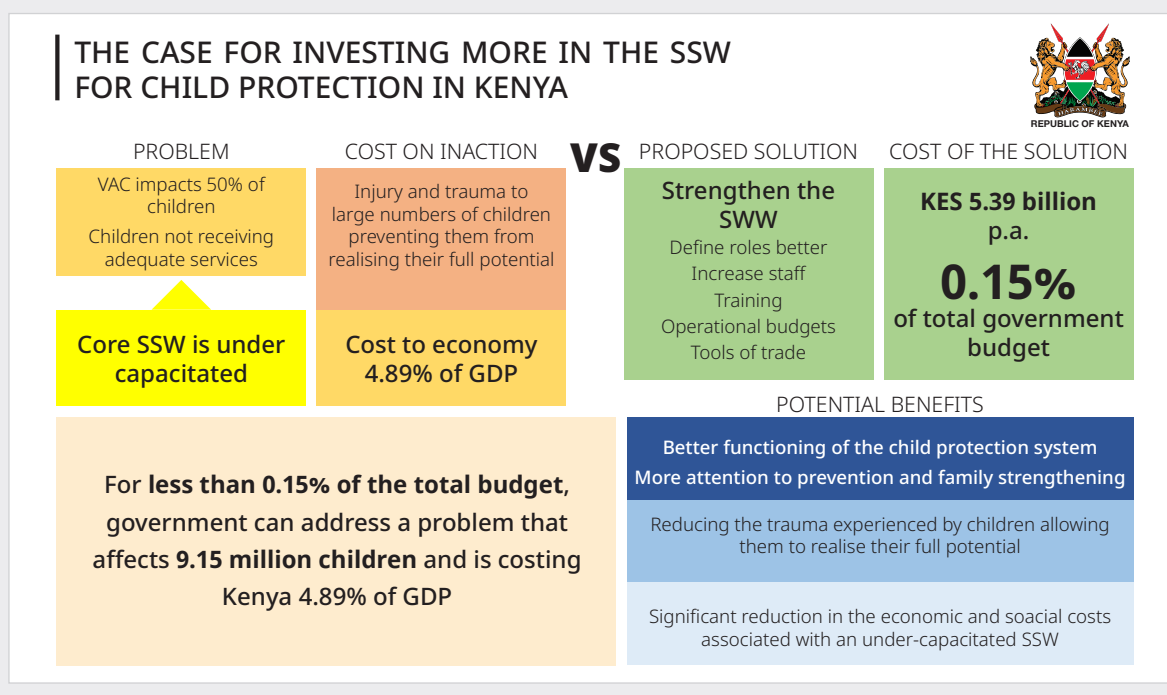 THE CASE FOR INVESTING MORE IN THE SSW
FOR CHILD PROTECTION IN KENYA
HARAMBEE
REPUBLIC OF KENYA
PROBLEM
VAC impacts 50% of
children
Children not receiving
adequate services
Core SSW is under
capacitated
COST ON INACTION
Injury and trauma to
large numbers of children
preventing them from
realising their full potential
Cost to economy
4.89% of GDP
VS
PROPOSED SOLUTION
Strengthen the
SWW
Define roles better
Increase staff
Training
Operational budgets
Tools of trade
COST OF THE SOLUTION
KES 5.39 billion
p.a.
0.15%
of total government
budget
For less than 0.15% of the total budget,
government can address a problem that
affects 9.15 million children and is costing
Kenya 4.89% of GDP
POTENTIAL BENEFITS
Better functioning of the child protection system
More attention to prevention and family strengthening
Reducing the trauma experienced by children allowing
them to realise their full potential
Significant reduction in the economic and soacial costs
associated with an under-capacitated SSW